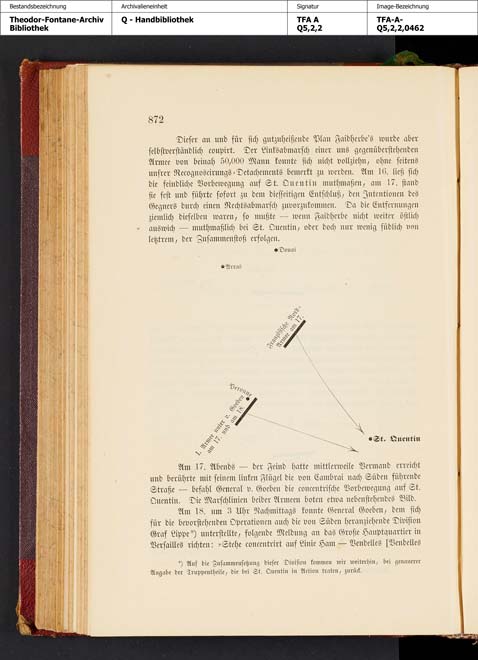 Bestandsbezeichnung
Theodor-Fontane-Archiv
Bibliothek
Archivalieneinheit
Q - Handbibliothek
Signatur
TFA A
Q5,2,2
Image-Bezeichnung
TFA-A-
Q5,2,2,0462
872
Dieser an und für sich gutzuheißende Plan Faidherbe's wurde aber
selbstverständlich coupirt. Der Linksabmarsch einer uns gegenüberstehenden
Armee von beinah 50,000 Mann konnte sich nicht vollziehn, ohne seitens
unsrer Recognoscirungs-Detachements bemerkt zu werden. Am 16. ließ sich
die feindliche Vorbewegung auf St. Quentin muthmaßen, am 17. stand
sie fest und führte sofort zu dem diesseitigen Entschluß, den Intentionen des
Gegners durch einen Rechtsabmarsch zuvorzukommen. Da die Entfernungen
ziemlich dieselben waren, so mußte — wenn Faidherbe nicht weiter östlich
auswich — muthmaßlich bei St. Quentin, oder doch nur wenig südlich von
letztrem, der Zusammenstoß erfolgen.
Douai
Arras
Französische Nord-
Armee am 17.
Peronne
I. Armee unter v. Goeben
am 17. und am 18.
St. Quentin
Am 17. Abends — der Feind hatte mittlerweile Vermand erreicht
und berührte mit seinem linken Flügel die von Cambrai nach Süden führende
Straße — befahl General v. Goeben die concentrische Vorbewegung auf St.
Quentin. Die Marschlinien beider Armeen boten etwa nebenstehendes Bild.
Am 18. um 3 Uhr Nachmittags konnte General Goeben, dem sich
für die bevorstehenden Operationen auch die von Süden heranziehende Division
Graf Lippe*) unterstellte, folgende Meldung an das Große Hauptquartier in
Versailles richten: »Stehe concentrirt auf Linie Ham — Vendelles [Vendelles
*) Auf die Zusammensetzung dieser Division kommen wir weiterhin, bei genauerer
Angabe der Truppentheile, die bei St. Quentin in Action traten, zurück.